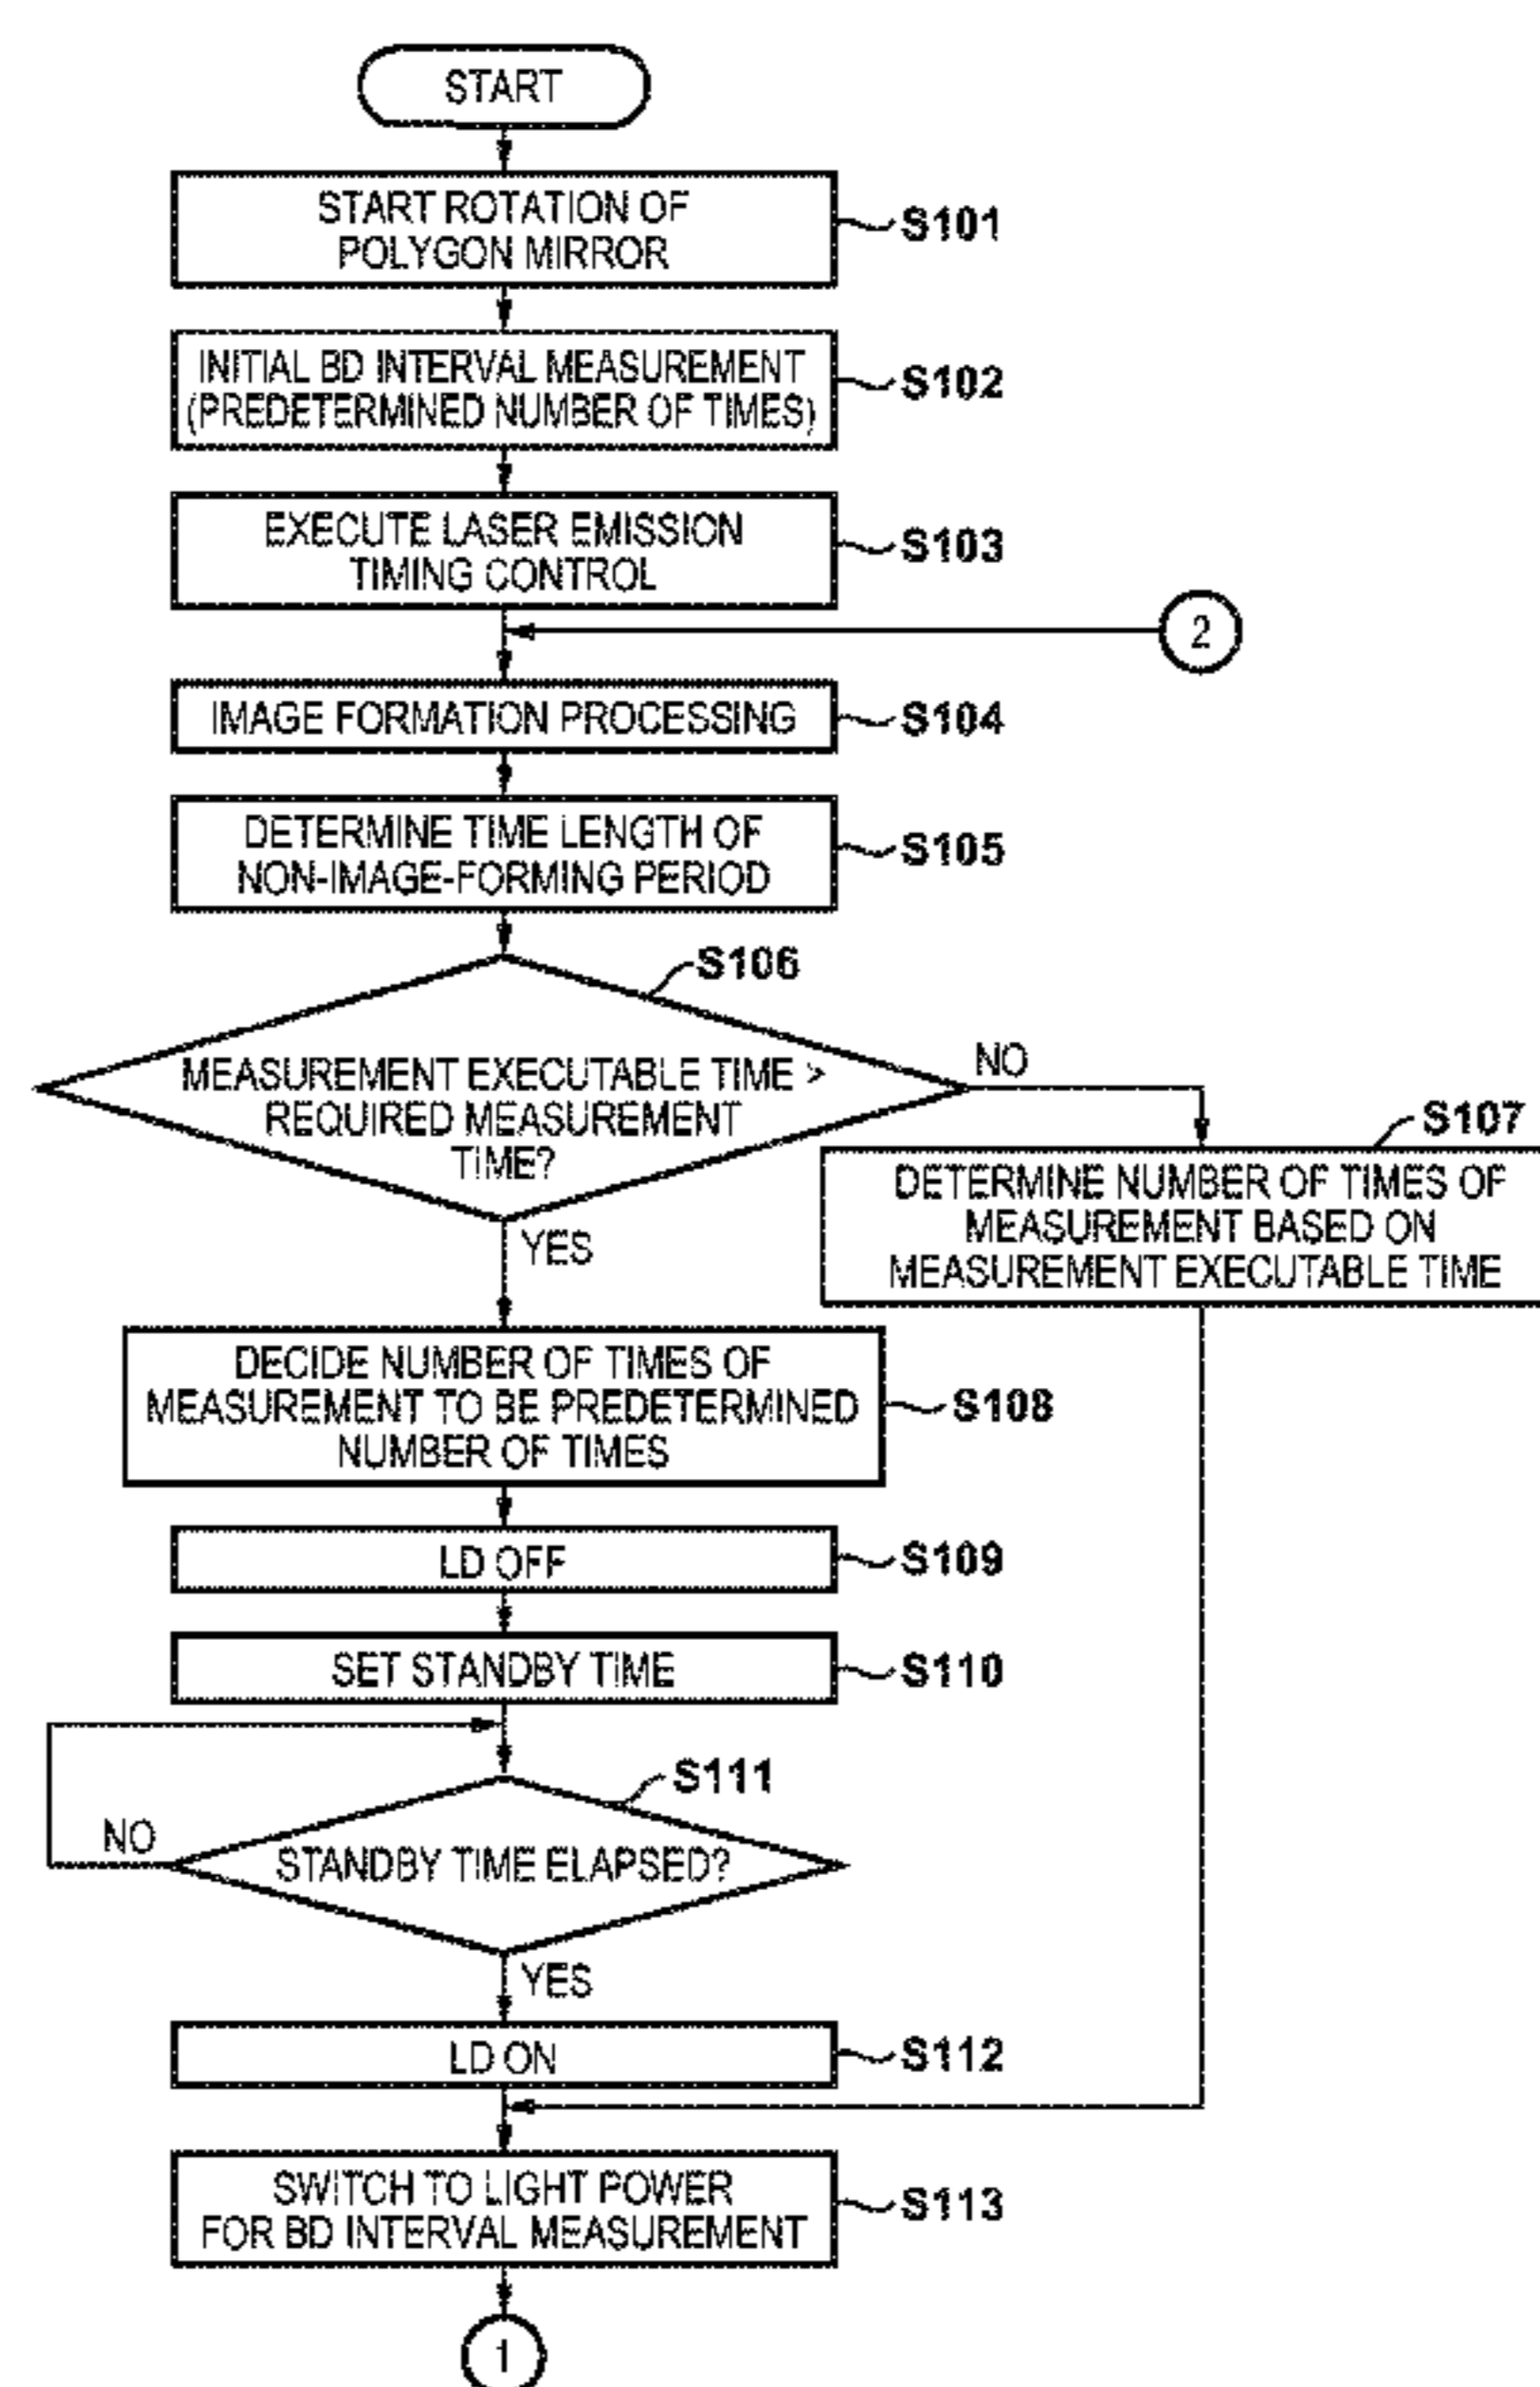 START
START ROTATION OF
POLYGON MIRROR
S101
INITIAL BD INTERVAL MEASUREMENT
(PREDETERMINED NUMBER OF TIMES)
S102
EXECUTE LASER EMISSION
TIMING CONTROL
S103
2
IMAGE FORMATION PROCESSING
S104
DETERMINE TIME LENGTH OF
NON-IMAGE-FORMING PERIOD
S105
S106
MEASUREMENT EXECUTABLE TIME >
REQUIRED MEASUREMENT
TIME?
NO
YES
S107
DETERMINE NUMBER OF TIMES OF
MEASUREMENT BASED ON
MEASUREMENT EXECUTABLE TIME
DECIDE NUMBER OF TIMES OF
MEASUREMENT TO BE PREDETERMINED
NUMBER OF TIMES
S108
LD OFF
S109
SET STANDBY TIME
S110
S111
NO
STANDBY TIME ELAPSED?
YES
LD ON
S112
SWITCH TO LIGHT POWER
FOR BD INTERVAL MEASUREMENT
S113
1